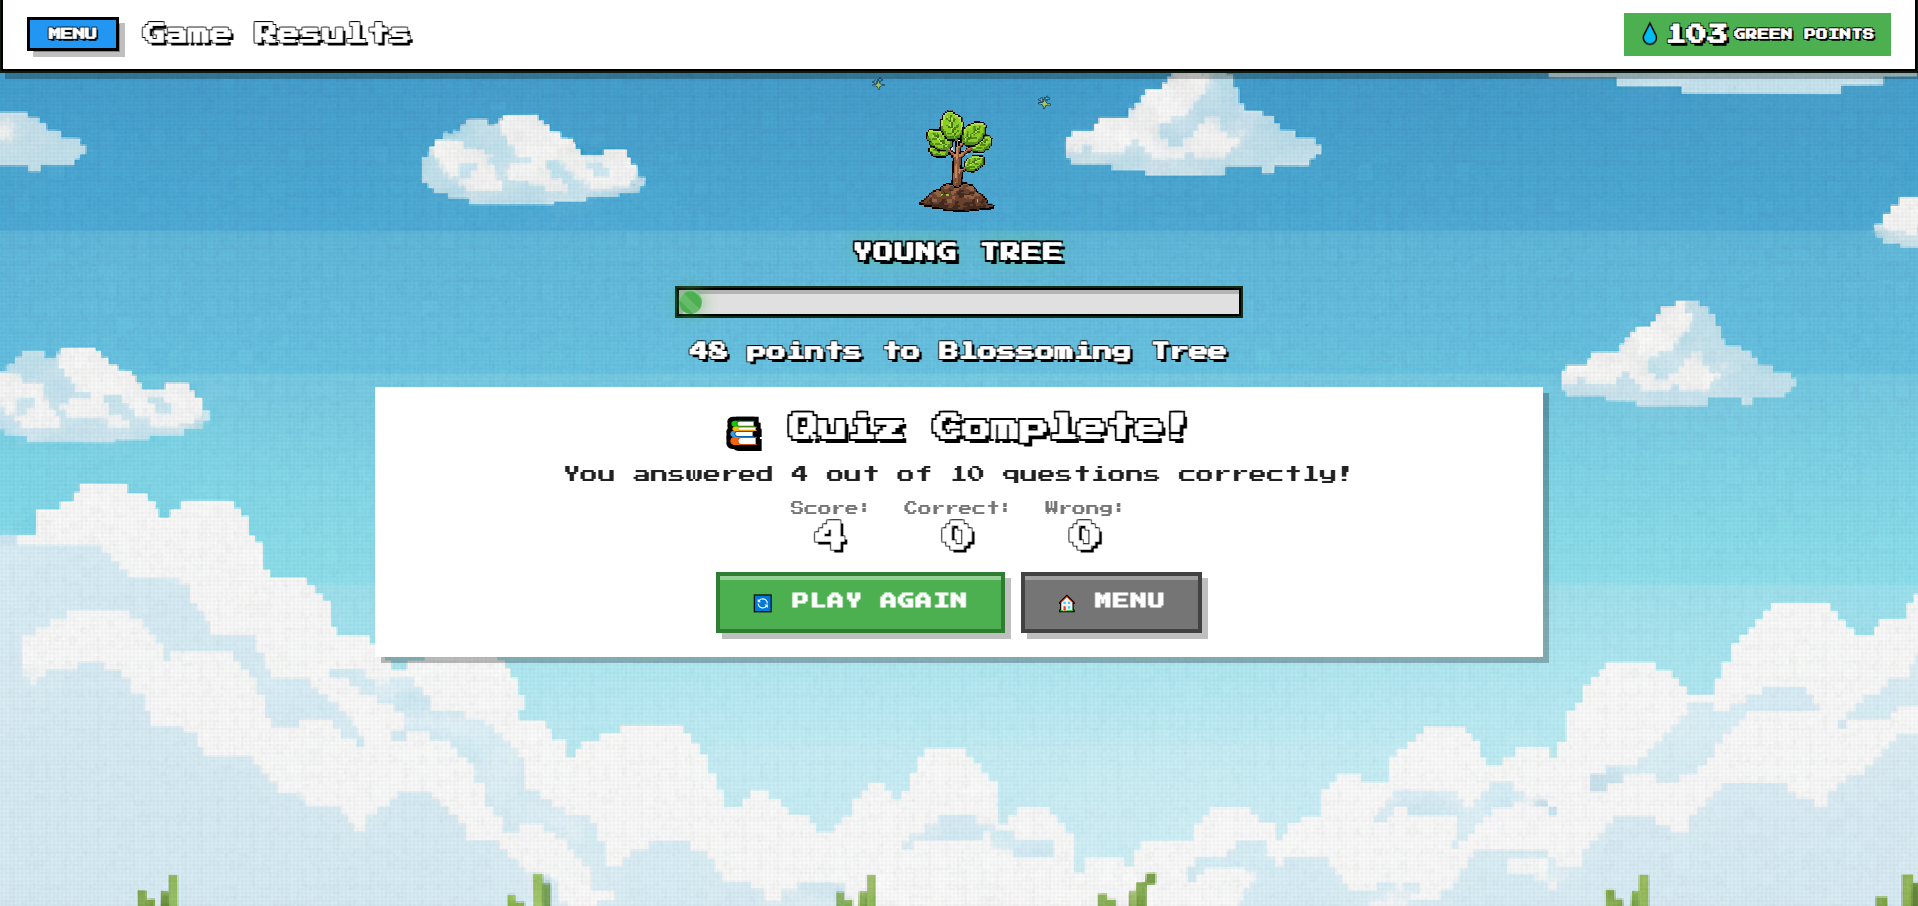 MENU Game Results 103 GREEN POINTS
YOUNG TREE
48 points to Blossoming Tree
Quiz Complete!
You answered 4 out of 10 questions correctly!
Score: Correct: Wrong:
4 0 0
PLAY AGAIN MENU